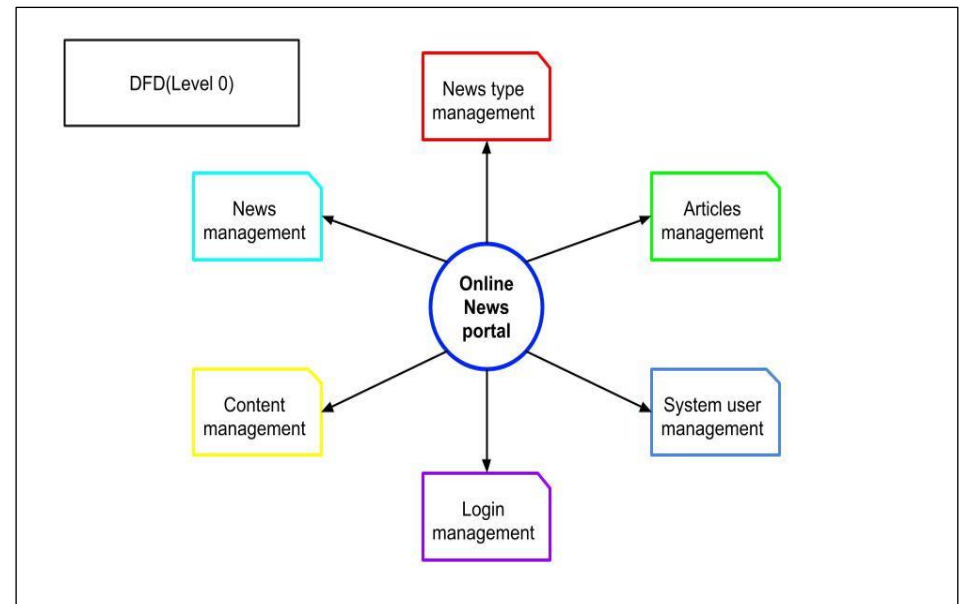 DFD(Level 0)
News type
management
News
management
Articles
management
Online
News
portal
Content
management
System user
management
Login
management